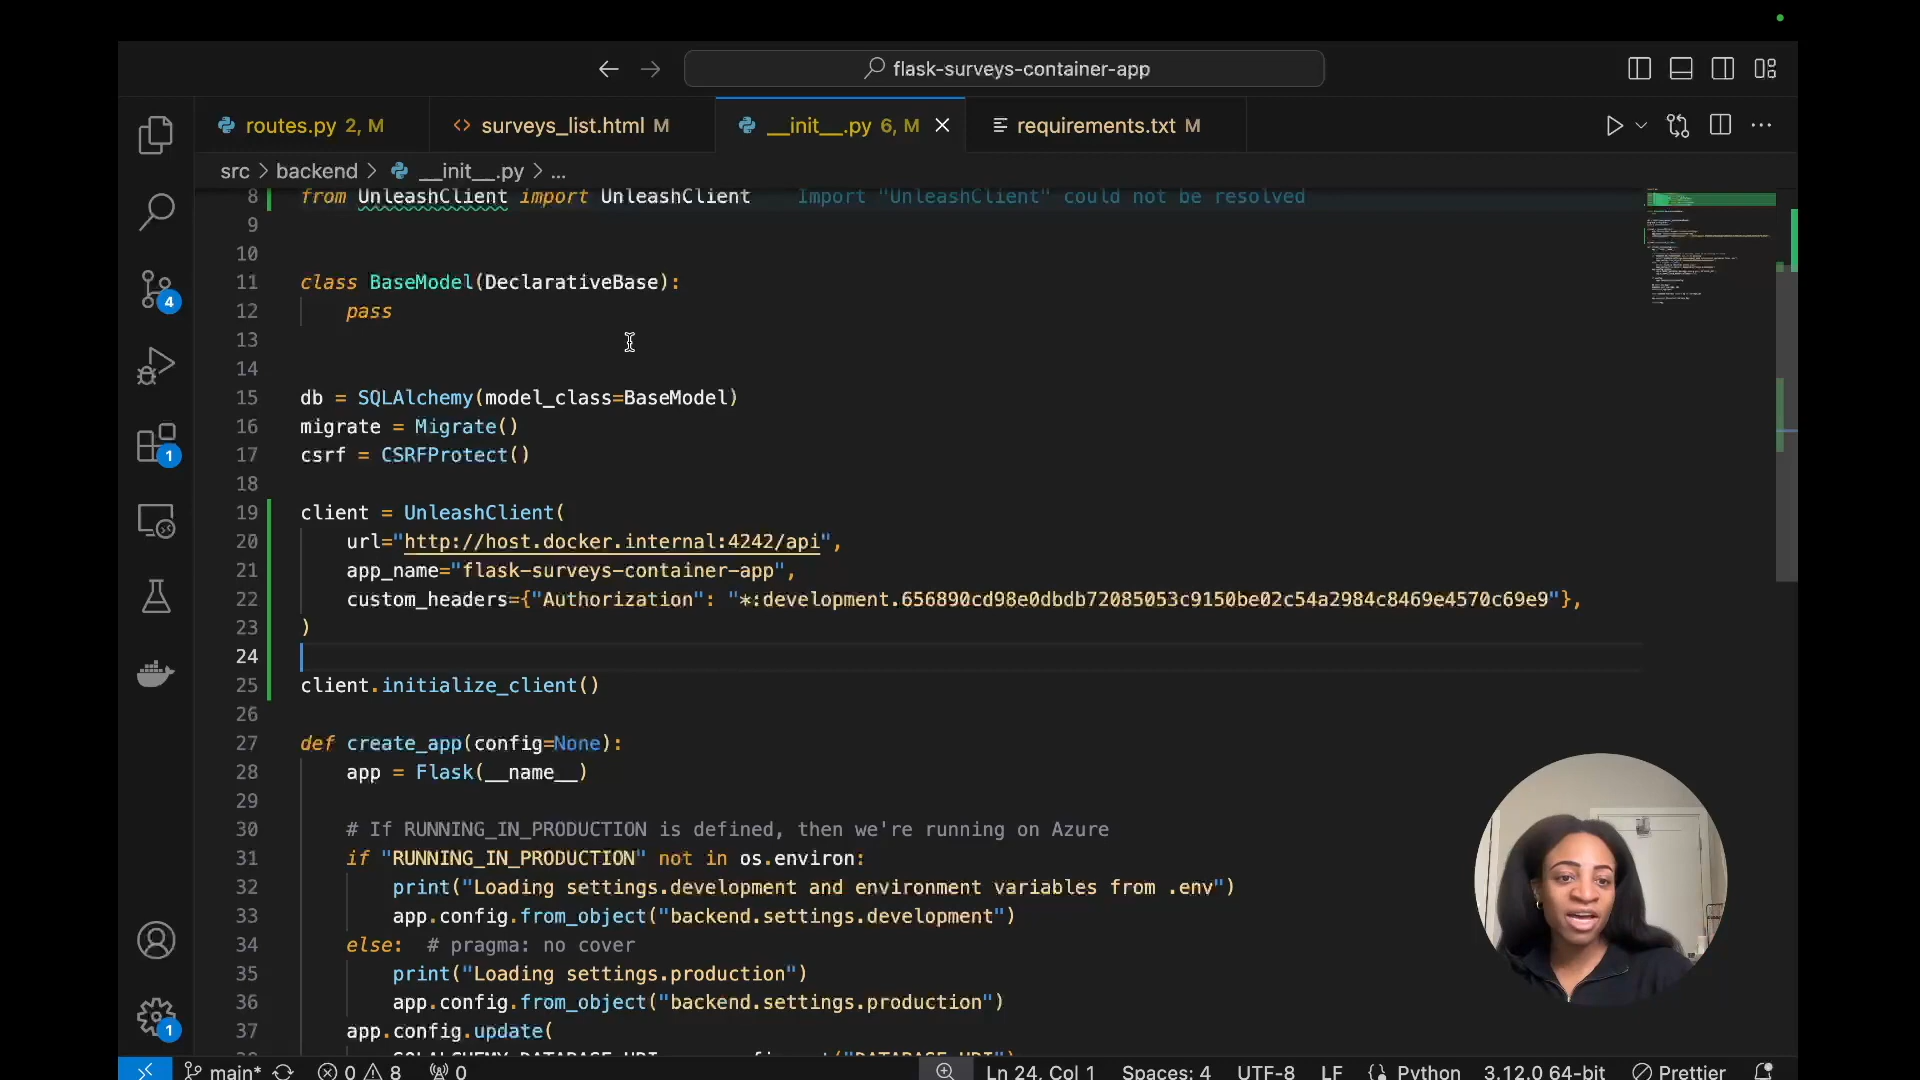 flask-surveys-container-app
routes.py 2, M
surveys_list.html M
__init__.py 6, M
requirements.txt M
src > backend > __init__.py > ...
8 from UnleashClient import UnleashClient Import "UnleashClient" could not be resolved
9
10
11 class BaseModel(DeclarativeBase):
12 pass
13
14
15 db = SQLAlchemy(model_class=BaseModel)
16 migrate = Migrate()
17 csrf = CSRFProtect()
18
19 client = UnleashClient(
20 url="http://host.docker.internal:4242/api",
21 app_name="flask-surveys-container-app",
22 custom_headers={"Authorization": "*:development.656890cd98e0dbdb72085053c9150be02c54a2984c8469e4570c69e9"},
23 )
24
25 client.initialize_client()
26
27 def create_app(config=None):
28 app = Flask(__name__)
29
30 # If RUNNING_IN_PRODUCTION is defined, then we're running on Azure
31 if "RUNNING_IN_PRODUCTION" not in os.environ:
32 print("Loading settings.development and environment variables from .env")
33 app.config.from_object("backend.settings.development")
34 else: # pragma: no cover
35 print("Loading settings.production")
36 app.config.from_object("backend.settings.production")
37 app.config.update(
4
1
1
main* 0 8 0 Ln 24, Col 1 Spaces: 4 UTF-8 LF Python 3.12.0 64-bit Prettier